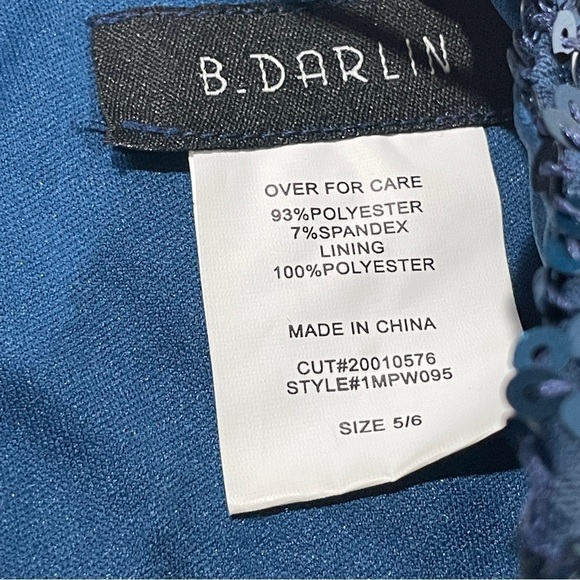 B.DARLIN
OVER FOR CARE
93%POLYESTER
7%SPANDEX
LINING
100%POLYESTER
MADE IN CHINA
CUT#20010576
STYLE#1MPW095
SIZE 5/6